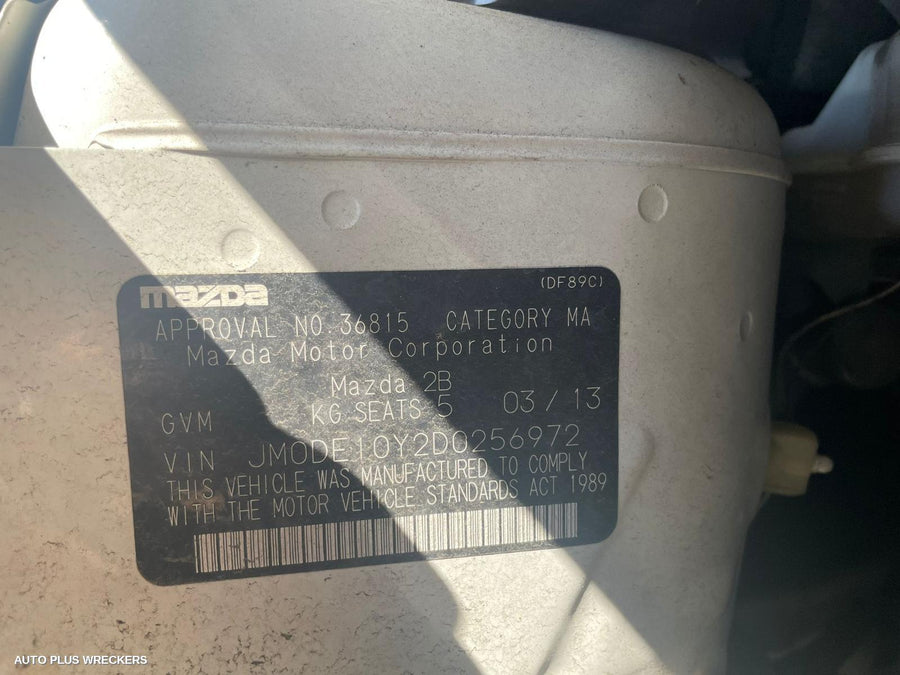 mazda (DF89C)
APPROVAL NO.36815 CATEGORY MA
Mazda Motor Corporation
Mazda 2B
GVM KG SEATS 5 03/13
VIN JM0DE10Y2D0256972
THIS VEHICLE WAS MANUFACTURED TO COMPLY
WITH THE MOTOR VEHICLE STANDARDS ACT 1989
AUTO PLUS WRECKERS